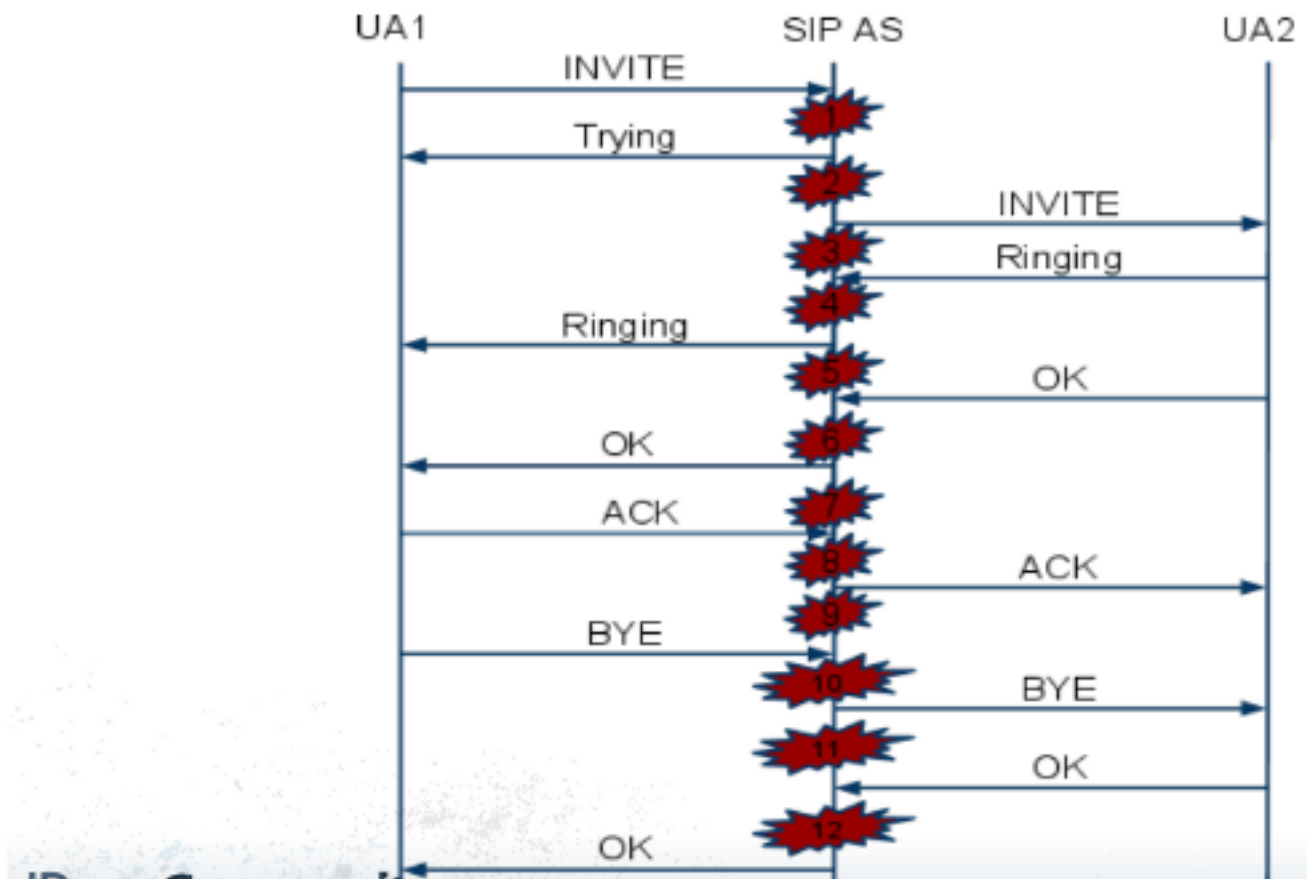 UA1 SIP AS UA2
INVITE
1
Trying
2
INVITE
3
Ringing
4
Ringing
5
OK
6
OK
7
ACK
8
ACK
9
BYE
10
BYE
11
OK
12
OK